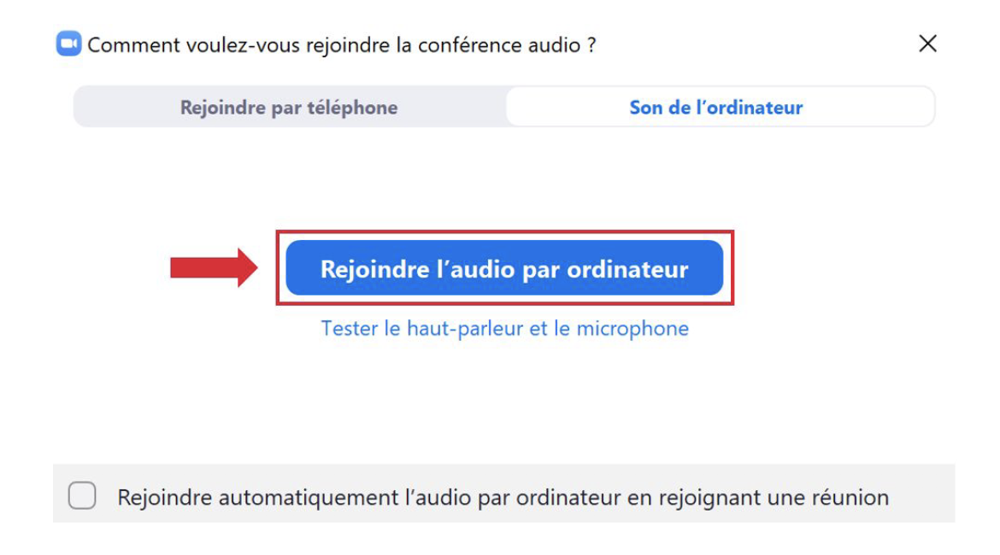 Comment voulez-vous rejoindre la conférence audio ?
Rejoindre par téléphone
Son de l’ordinateur
Rejoindre l’audio par ordinateur
Tester le haut-parleur et le microphone
Rejoindre automatiquement l’audio par ordinateur en rejoignant une réunion